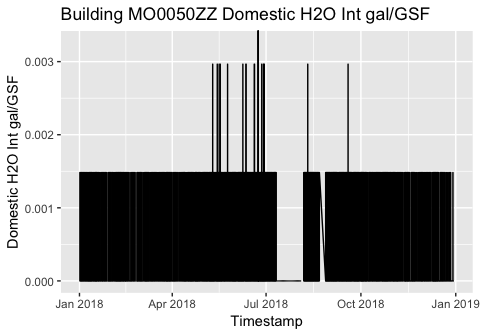 Building MO0050ZZ Domestic H2O Int gal/GSF
Domestic H2O Int gal/GSF
0.003
0.002
0.001
0.000
Jan 2018
Apr 2018
Jul 2018
Oct 2018
Jan 2019
Timestamp